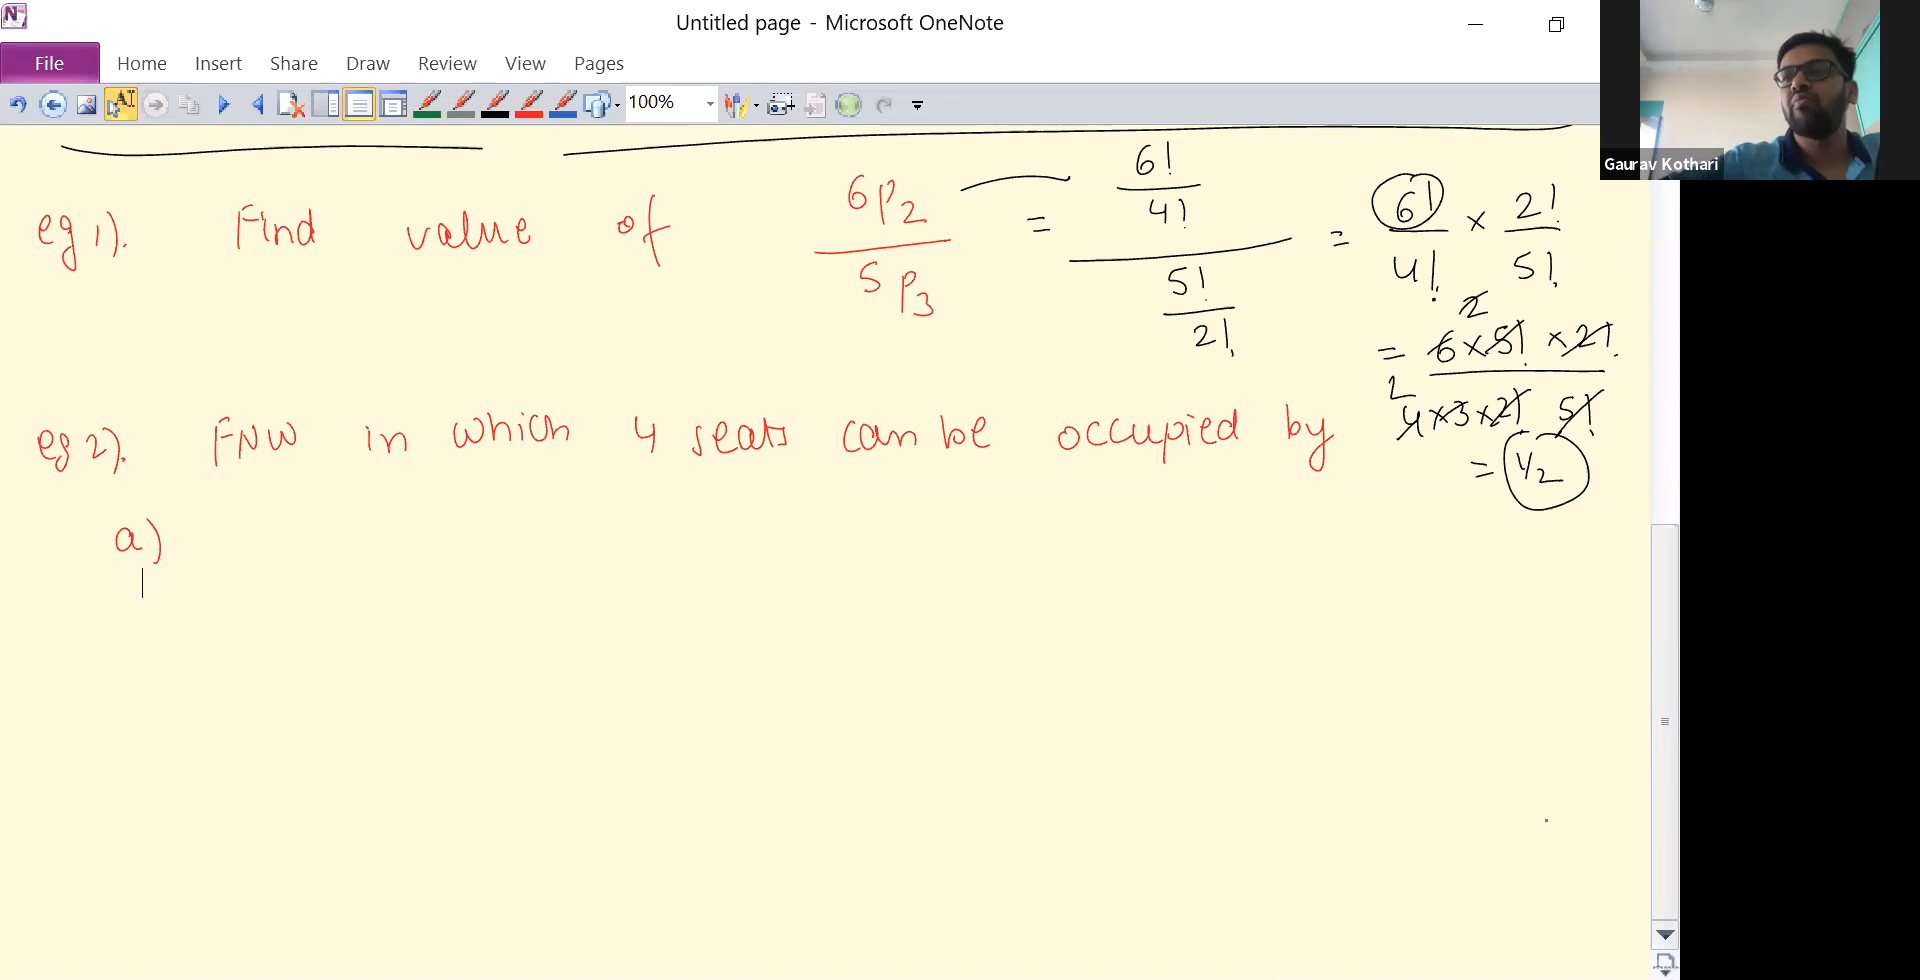 Untitled page - Microsoft OneNote
File Home Insert Share Draw Review View Pages
100%
Gaurav Kothari
eg 1). Find value of 6P2 / 5P3 = (6! / 4!) / (5! / 2!) = 6! / 4! × 2! / 5!
2
= 6 × 5! × 2! / 4 × 3 × 2! 5!
2
= 1/2
eg 2). FNW in which 4 seats can be occupied by
a)